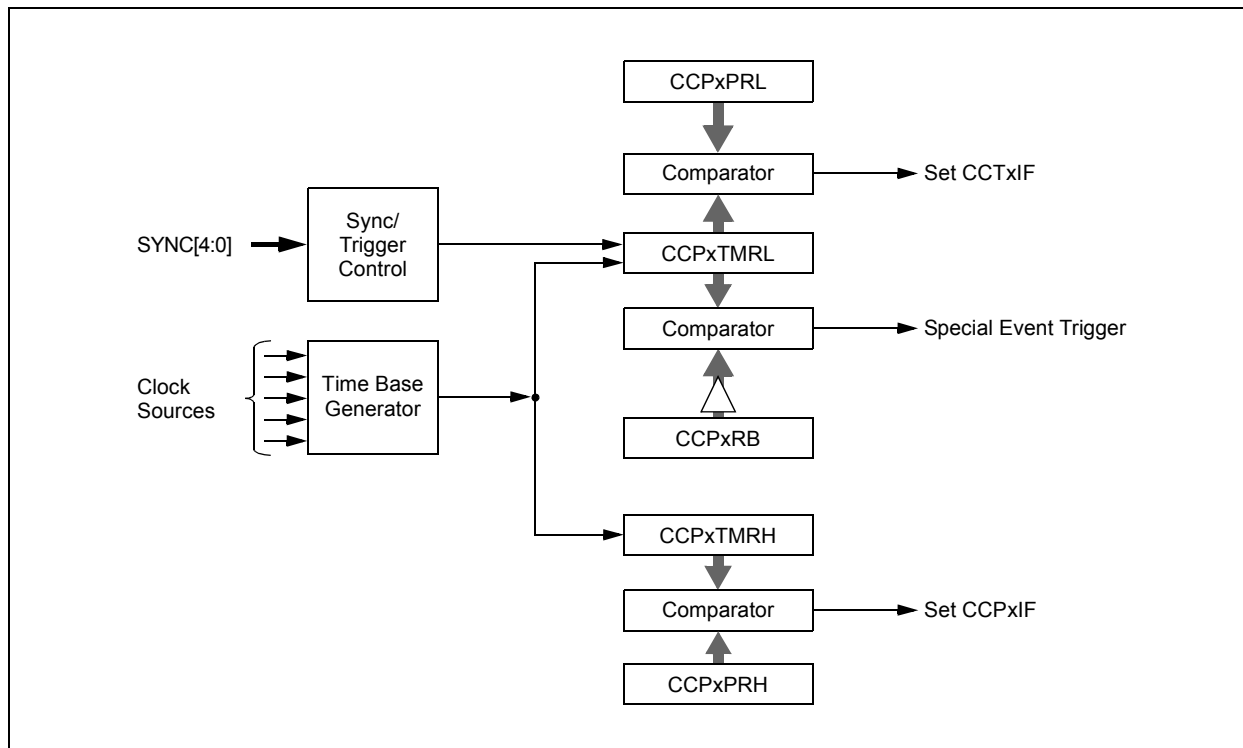 CCPxPRL
Comparator
Set CCTxIF
SYNC[4:0]
Sync/
Trigger
Control
CCPxTMRL
Comparator
Special Event Trigger
Clock
Sources
Time Base
Generator
CCPxRB
CCPxTMRH
Comparator
Set CCPxIF
CCPxPRH